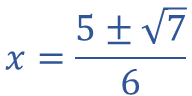 x = (5 ± √7) / 6